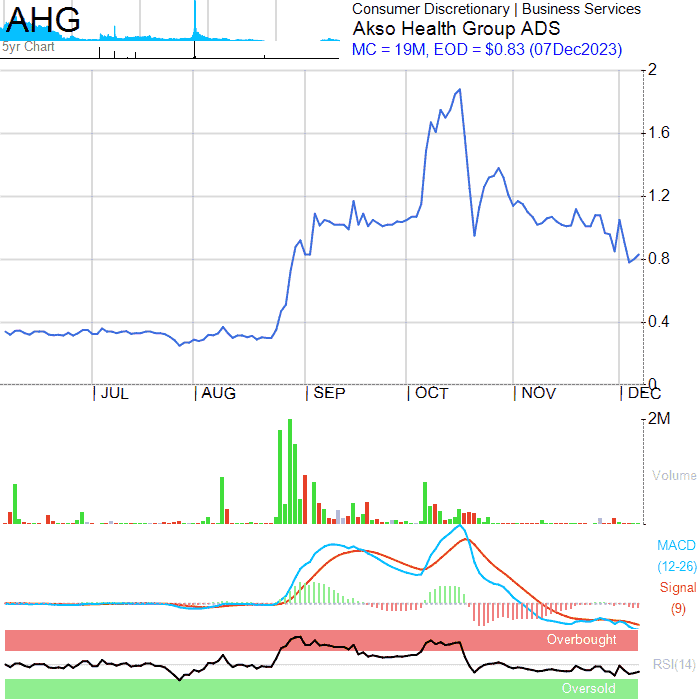 AHG
5yr Chart
Consumer Discretionary | Business Services
Akso Health Group ADS
MC = 19M, EOD = $0.83 (07Dec2023)
2
1.6
1.2
0.8
0.4
0
JUL AUG SEP OCT NOV DEC
2M
Volume
MACD
(12-26)
Signal
(9)
Overbought
RSI(14)
Oversold